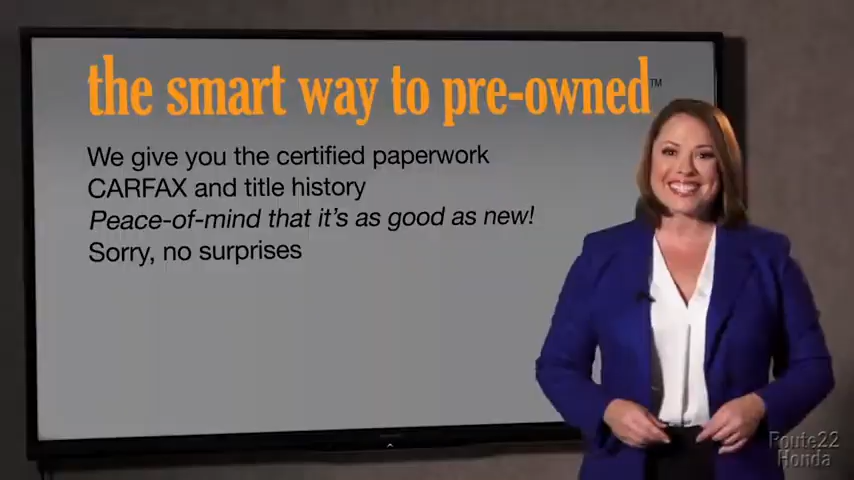 the smart way to pre-owned™
We give you the certified paperwork
CARFAX and title history
Peace-of-mind that it's as good as new!
Sorry, no surprises
Route22
Honda